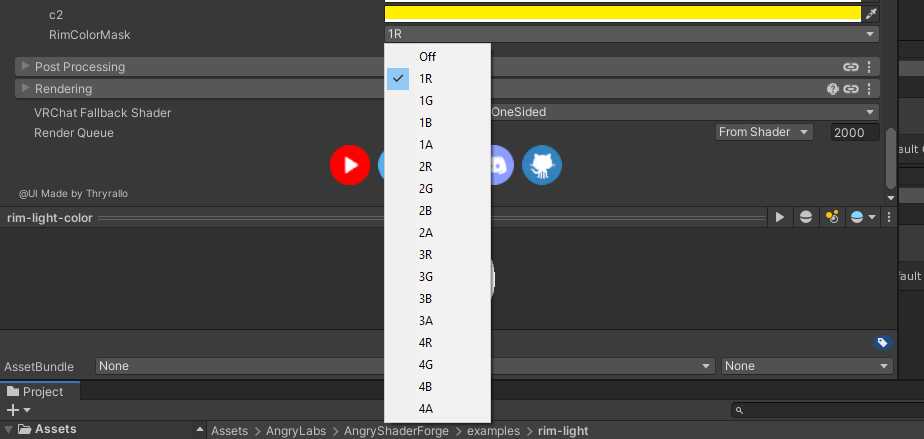 c2
RimColorMask 1R
Off
1R
1G
1B
1A
2R
2G
2B
2A
3R
3G
3B
3A
4R
4G
4B
4A
Post Processing
Rendering
VRChat Fallback Shader OneSided
Render Queue From Shader 2000
@UI Made by Thryrallo
rim-light-color
AssetBundle None None
Project
Assets
Assets > AngryLabs > AngryShaderForge > examples > rim-light